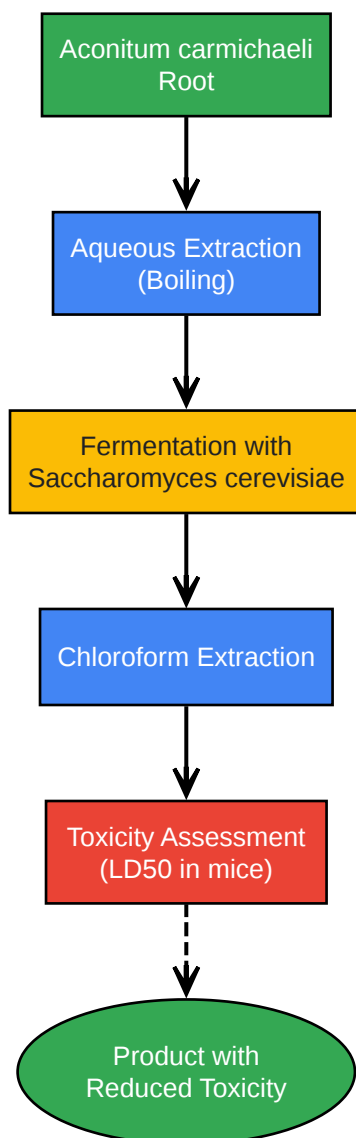 Aconitum carmichaeli
Root
Aqueous Extraction
(Boiling)
Fermentation with
Saccharomyces cerevisiae
Chloroform Extraction
Toxicity Assessment
(LD50 in mice)
Product with
Reduced Toxicity